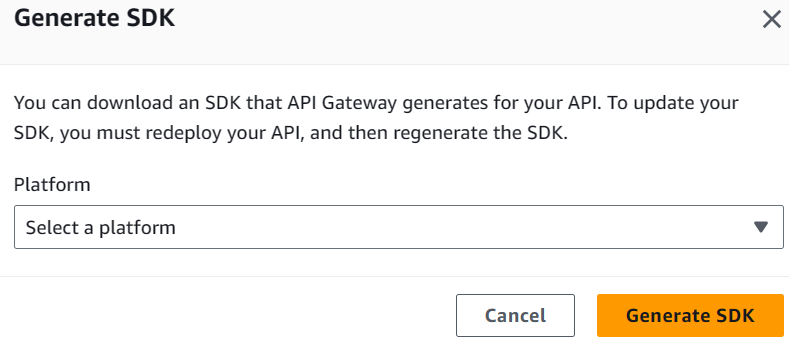 Generate SDK
You can download an SDK that API Gateway generates for your API. To update your
SDK, you must redeploy your API, and then regenerate the SDK.
Platform
Select a platform
Cancel
Generate SDK